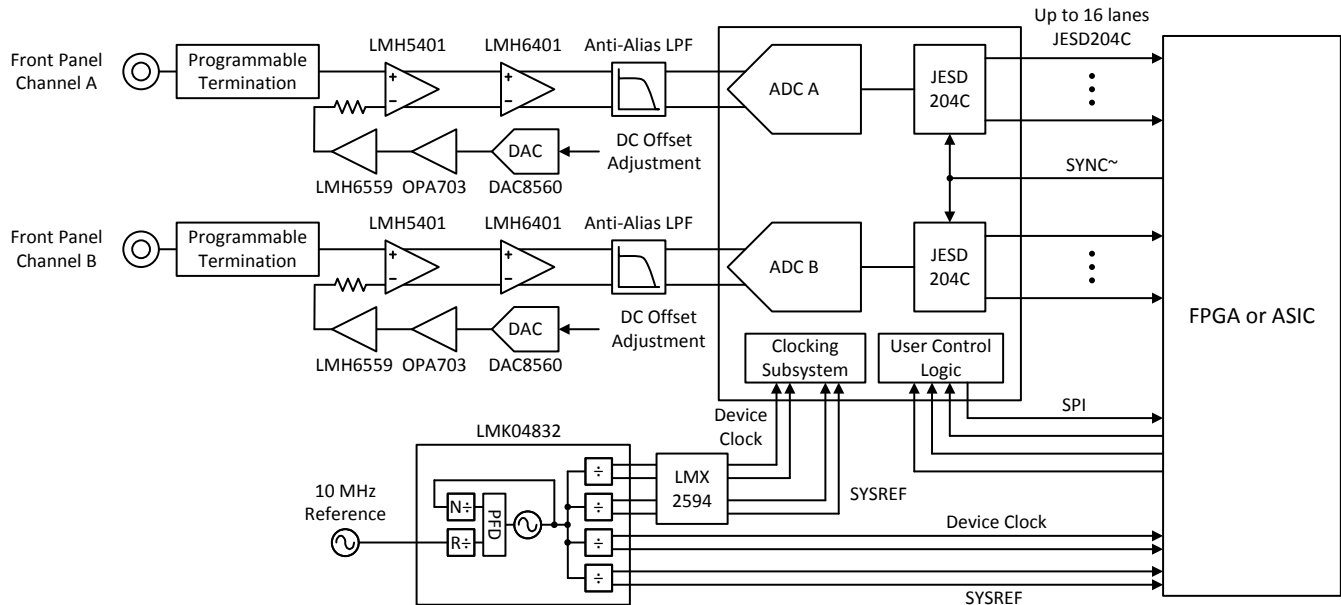 Up to 16 lanes
JESD204C
Front Panel
Channel A
Programmable
Termination
LMH5401
LMH6401
Anti-Alias LPF
+
−
+
−
ADC A
JESD
204C
LMH6559
OPA703
DAC
DAC8560
DC Offset
Adjustment
SYNC~
Front Panel
Channel B
Programmable
Termination
LMH5401
LMH6401
Anti-Alias LPF
+
−
+
−
ADC B
JESD
204C
LMH6559
OPA703
DAC
DAC8560
DC Offset
Adjustment
FPGA or ASIC
Clocking
Subsystem
User Control
Logic
SPI
Device
Clock
LMK04832
10 MHz
Reference
N÷
R÷
PFD
÷
÷
÷
÷
LMX
2594
SYSREF
Device Clock
SYSREF